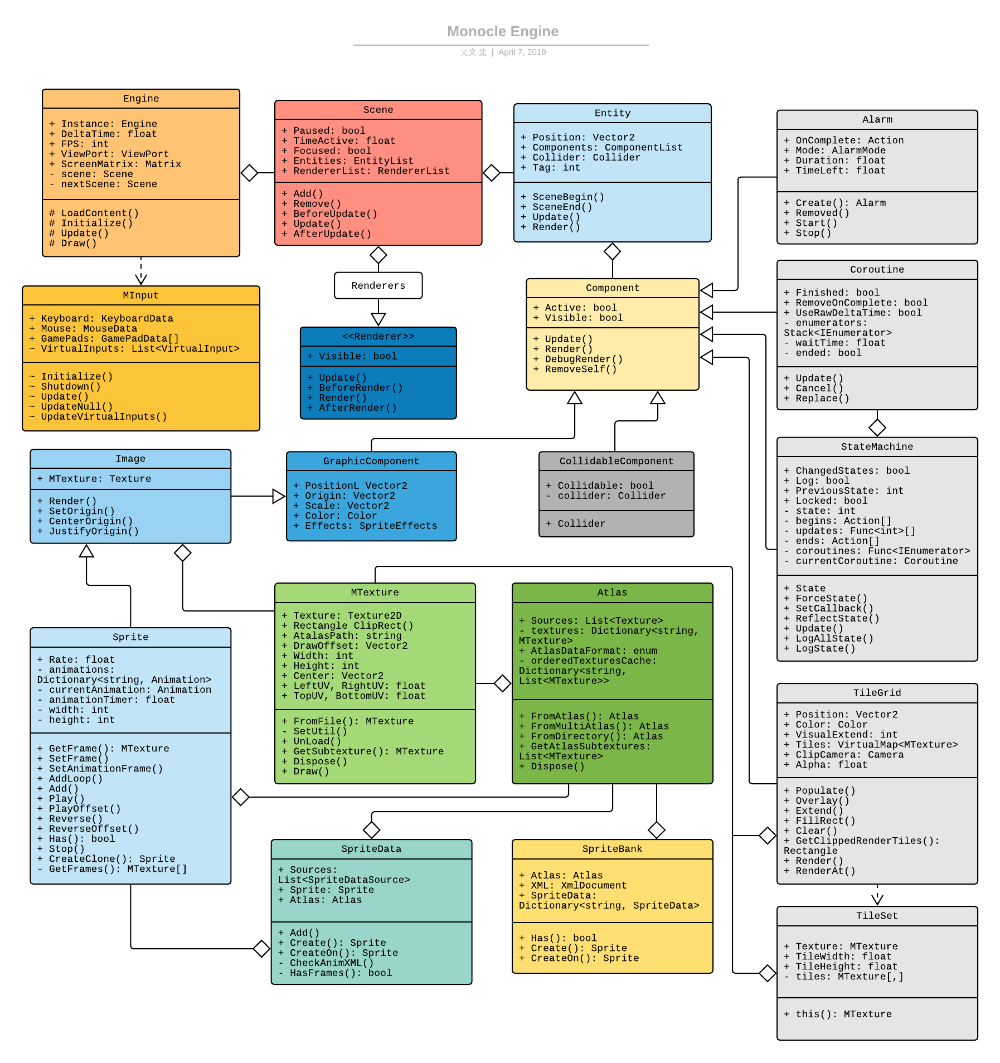 Monocle Engine
文 沈 | April 7, 2019
Engine
+ Instance: Engine
+ DeltaTime: float
+ FPS: int
+ ViewPort: ViewPort
+ ScreenMatrix: Matrix
- scene: Scene
- nextScene: Scene
# LoadContent()
# Initialize()
# Update()
# Draw()
Scene
+ Paused: bool
+ TimeActive: float
+ Focused: bool
+ Entities: EntityList
+ RendererList: RendererList
+ Add()
+ Remove()
+ BeforeUpdate()
+ Update()
+ AfterUpdate()
Entity
+ Position: Vector2
+ Components: ComponentList
+ Collider: Collider
+ Tag: int
+ SceneBegin()
+ SceneEnd()
+ Update()
+ Render()
Alarm
+ OnComplete: Action
+ Mode: AlarmMode
+ Duration: float
+ TimeLeft: float
+ Create(): Alarm
+ Removed()
+ Start()
+ Stop()
MInput
+ Keyboard: KeyboardData
+ Mouse: MouseData
+ GamePads: GamePadData[]
~ VirtualInputs: List<VirtualInput>
~ Initialize()
~ Shutdown()
~ Update()
~ UpdateNull()
~ UpdateVirtualInputs()
Renderers
<<Renderer>>
+ Visible: bool
+ Update()
+ BeforeRender()
+ Render()
+ AfterRender()
Component
+ Active: bool
+ Visible: bool
+ Update()
+ Render()
+ DebugRender()
+ RemoveSelf()
Coroutine
+ Finished: bool
+ RemoveOnComplete: bool
+ UseRawDeltaTime: bool
- enumerators:
Stack<IEnumerator>
- waitTime: float
- ended: bool
+ Update()
+ Cancel()
+ Replace()
Image
+ MTexture: Texture
+ Render()
+ SetOrigin()
+ CenterOrigin()
+ JustifyOrigin()
GraphicComponent
+ PositionL Vector2
+ Origin: Vector2
+ Scale: Vector2
+ Color: Color
+ Effects: SpriteEffects
CollidableComponent
+ Collidable: bool
- collider: Collider
+ Collider
StateMachine
+ ChangedStates: bool
+ Log: bool
+ PreviousState: int
+ Locked: bool
- state: int
- begins: Action[]
- updates: Func<int>[]
- ends: Action[]
- coroutines: Func<IEnumerator>
- currentCoroutine: Coroutine
+ State
+ ForceState()
+ SetCallback()
+ ReflectState()
+ Update()
+ LogAllState()
+ LogState()
Sprite
+ Rate: float
- animations:
Dictionary<string, Animation>
- currentAnimation: Animation
- animationTimer: float
- width: int
- height: int
+ GetFrame(): MTexture
+ SetFrame()
+ SetAnimationFrame()
+ AddLoop()
+ Add()
+ Play()
+ PlayOffset()
+ Reverse()
+ ReverseOffset()
+ Has(): bool
+ Stop()
+ CreateClone(): Sprite
- GetFrames(): MTexture[]
MTexture
+ Texture: Texture2D
+ Rectangle ClipRect()
+ AtalasPath: string
+ DrawOffset: Vector2
+ Width: int
+ Height: int
+ Center: Vector2
+ LeftUV, RightUV: float
+ TopUV, BottomUV: float
+ FromFile(): MTexture
- SetUtil()
+ UnLoad()
+ GetSubtexture(): MTexture
+ Dispose()
+ Draw()
Atlas
+ Sources: List<Texture>
- textures: Dictionary<string,
MTexture>
+ AtlasDataFormat: enum
- orderedTexturesCache:
Dictionary<string,
List<MTexture>>
+ FromAtlas(): Atlas
+ FromMultiAtlas(): Atlas
+ FromDirectory(): Atlas
+ GetAtlasSubtextures:
List<MTexture>
+ Dispose()
TileGrid
+ Position: Vector2
+ Color: Color
+ VisualExtend: int
+ Tiles: VirtualMap<MTexture>
+ ClipCamera: Camera
+ Alpha: float
+ Populate()
+ Overlay()
+ Extend()
+ FillRect()
+ Clear()
+ GetClippedRenderTiles():
Rectangle
+ Render()
+ RenderAt()
SpriteData
+ Sources:
List<SpriteDataSource>
+ Sprite: Sprite
+ Atlas: Atlas
+ Add()
+ Create(): Sprite
+ CreateOn(): Sprite
- CheckAnimXML()
- HasFrames(): bool
SpriteBank
+ Atlas: Atlas
+ XML: XmlDocument
+ SpriteData:
Dictionary<string, SpriteData>
+ Has(): bool
+ Create(): Sprite
+ CreateOn(): Sprite
TileSet
+ Texture: MTexture
+ TileWidth: float
+ TileHeight: float
- tiles: MTexture[,]
+ this(): MTexture